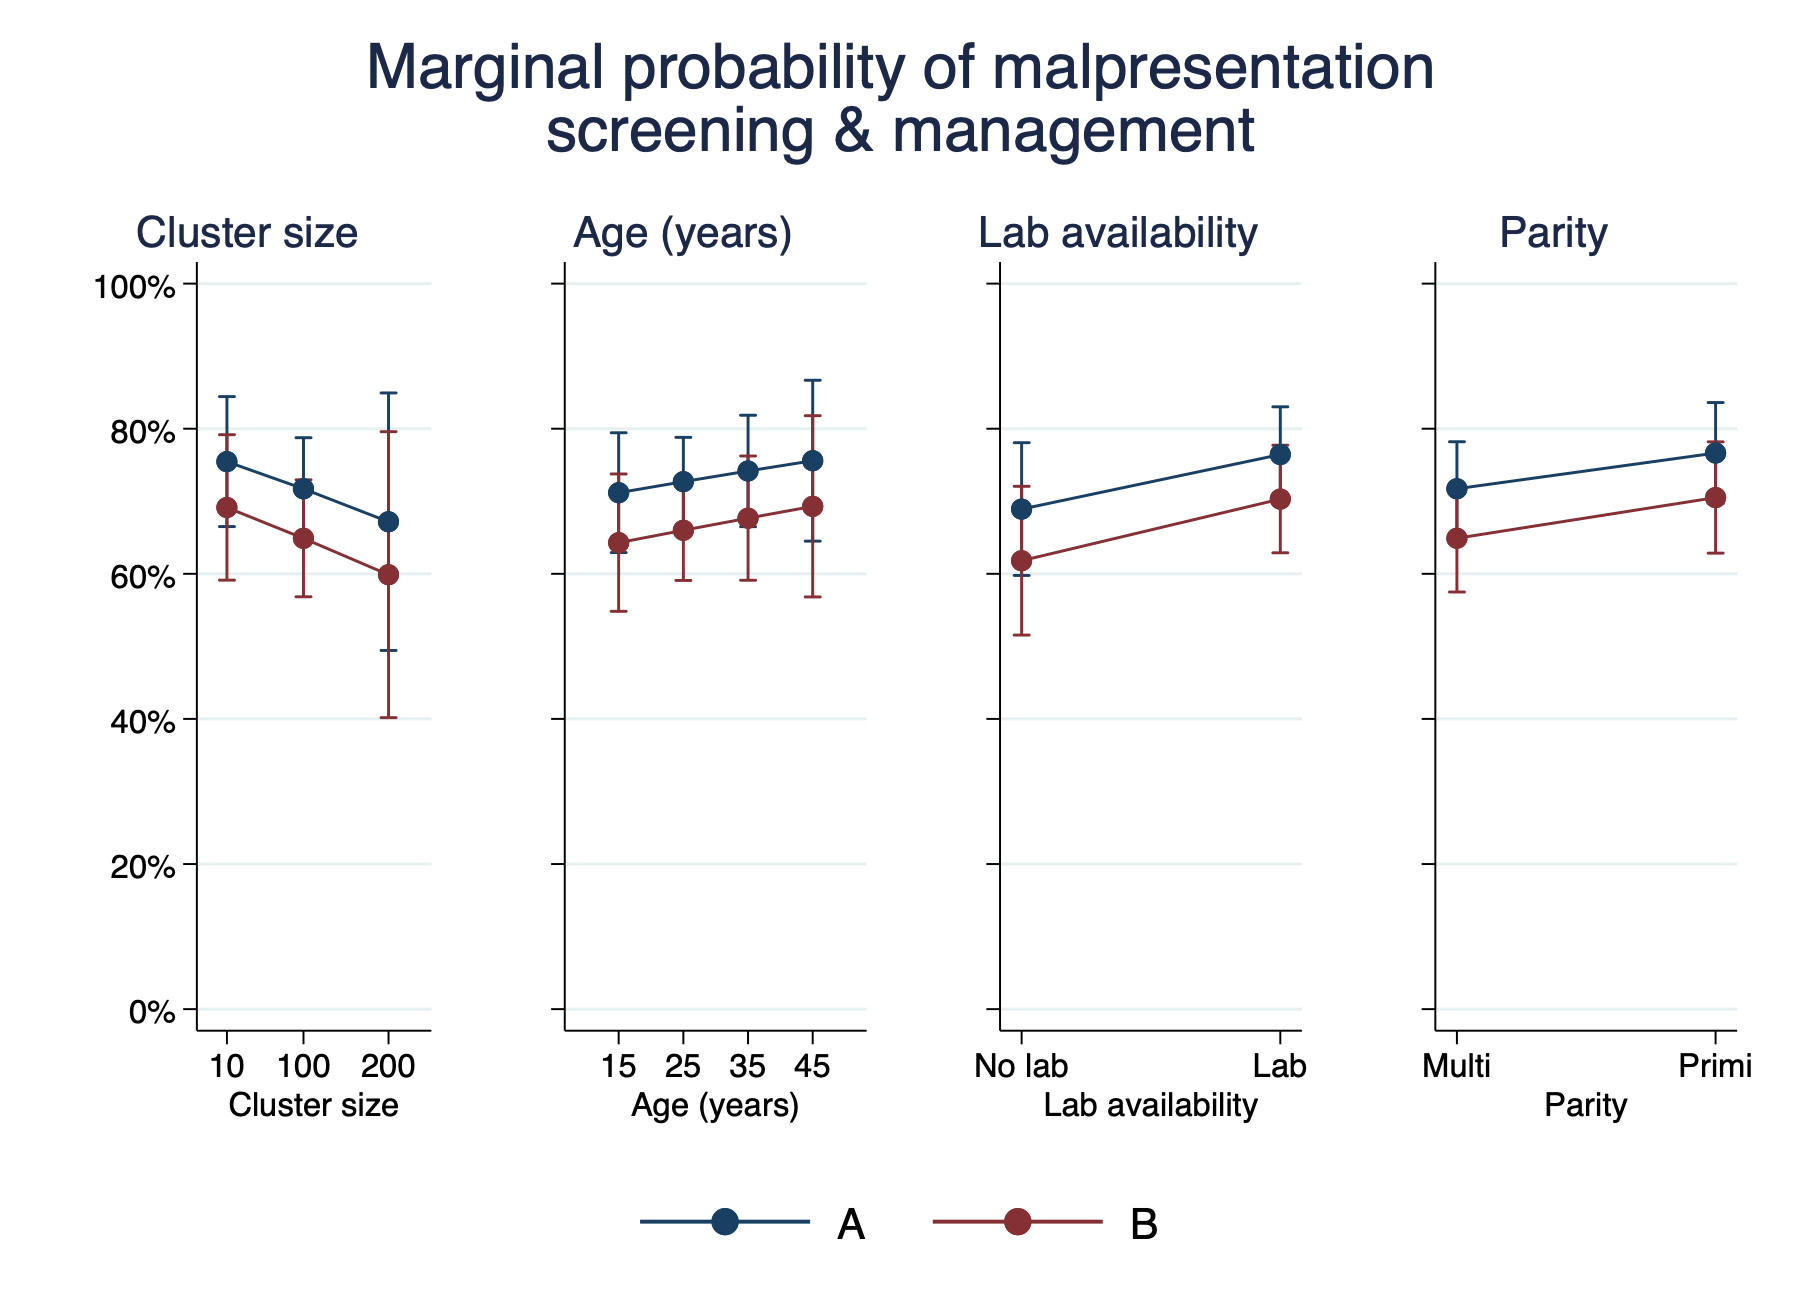 Marginal probability of malpresentation
screening & management
Cluster size
Age (years)
Lab availability
Parity
100%
80%
60%
40%
20%
0%
10 100 200
15 25 35 45
No lab Lab
Multi Primi
Cluster size
Age (years)
Lab availability
Parity
A
B